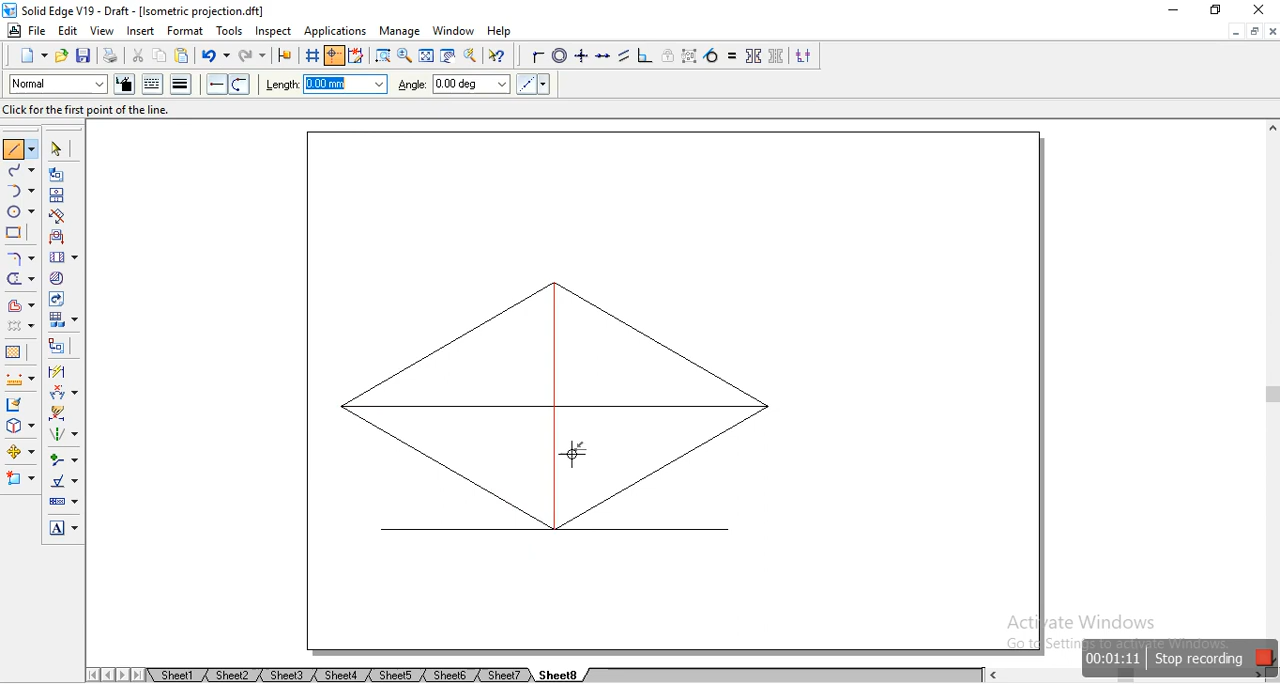 Solid Edge V19 - Draft - [Isometric projection.dft]
File Edit View Insert Format Tools Inspect Applications Manage Window Help
Normal Length: 0.00 mm Angle: 0.00 deg
Click for the first point of the line.
A
Activate Windows
Go to Settings to activate Windows.
00:01:11 Stop recording
Sheet1 Sheet2 Sheet3 Sheet4 Sheet5 Sheet6 Sheet7 Sheet8